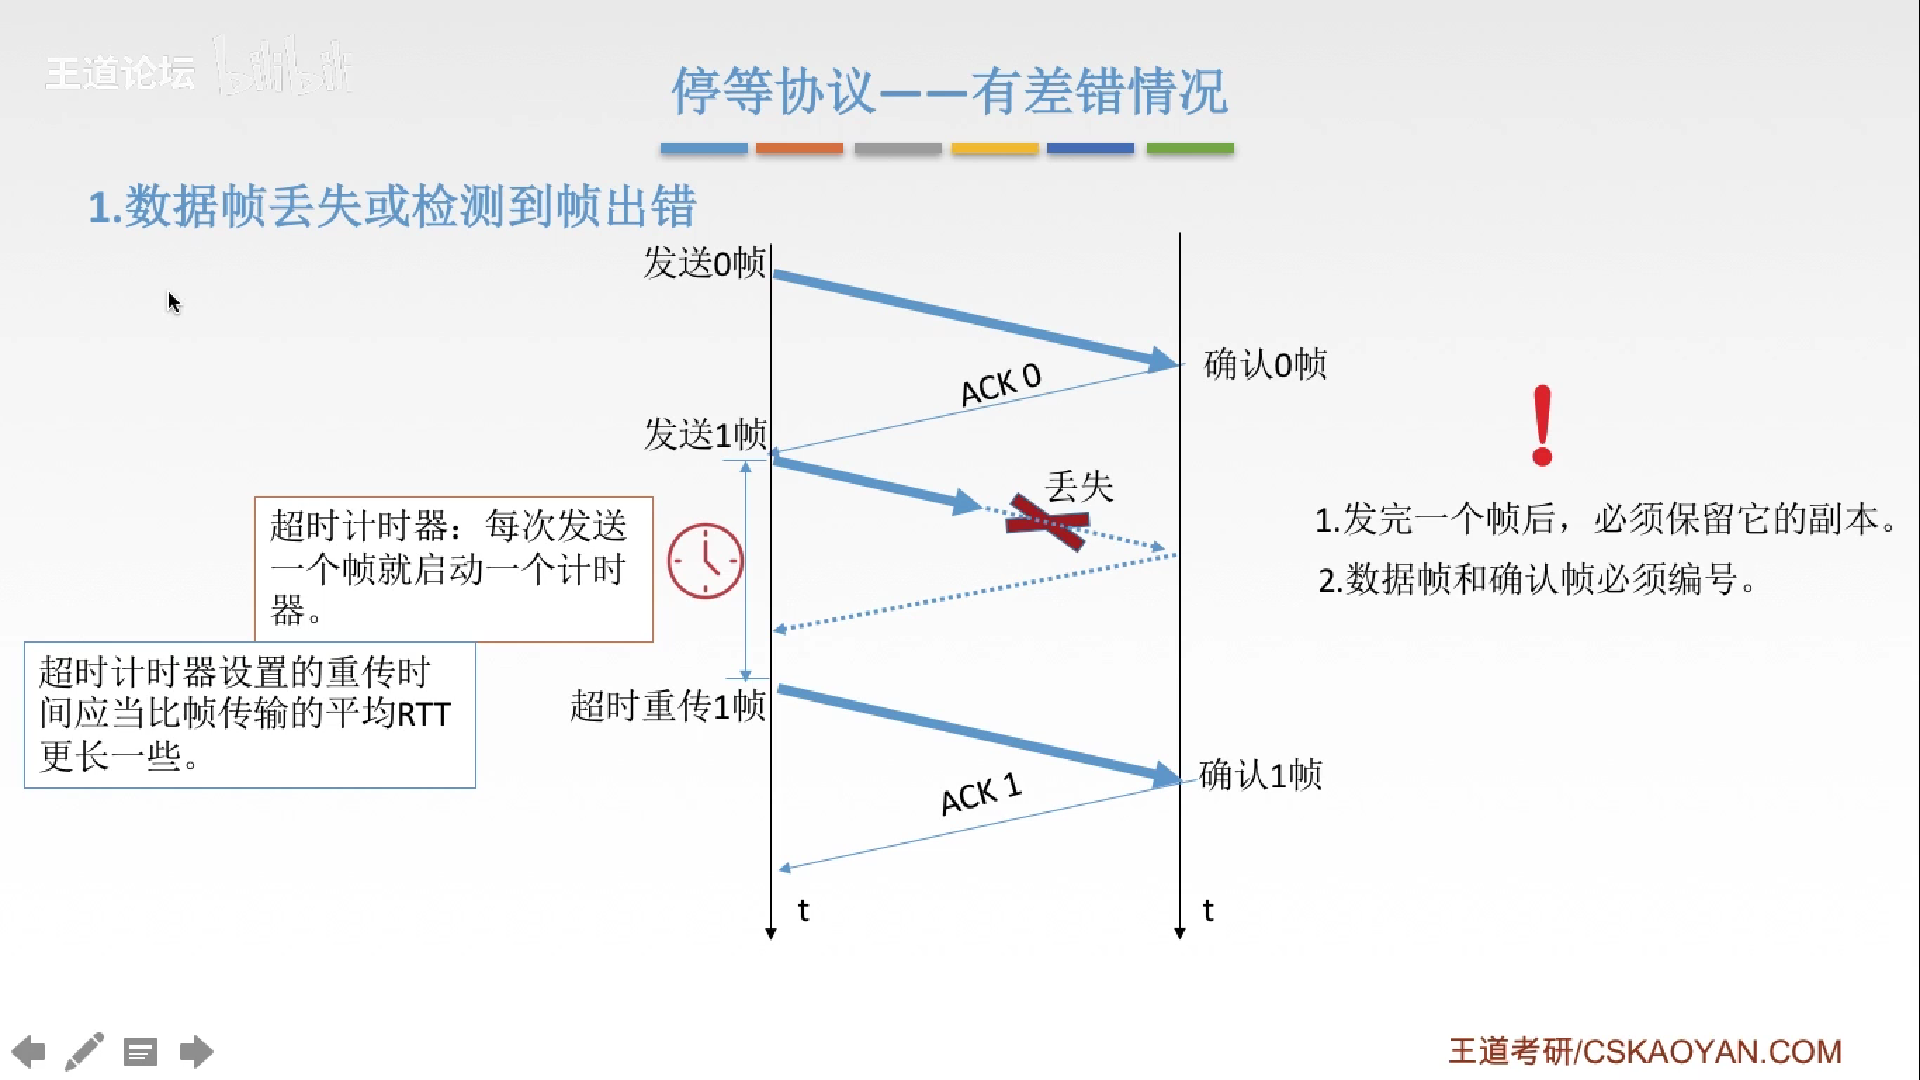 王道论坛 bilibili
停等协议——有差错情况
1.数据帧丢失或检测到帧出错
发送0帧
确认0帧
ACK 0
发送1帧
丢失
超时计时器：每次发送
一个帧就启动一个计时
器。
1.发完一个帧后，必须保留它的副本。
2.数据帧和确认帧必须编号。
超时计时器设置的重传时
间应当比帧传输的平均RTT
更长一些。
超时重传1帧
确认1帧
ACK 1
t
t
王道考研/CSKAOYAN.COM